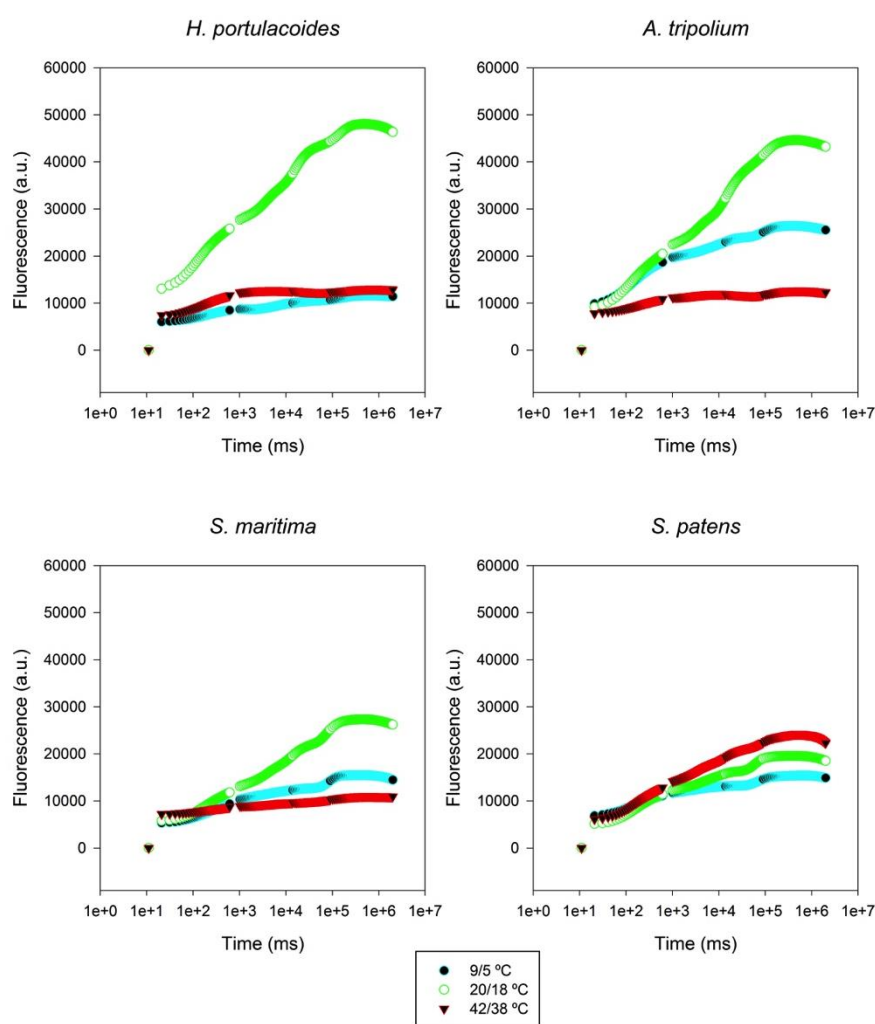 H. portulacoides
A. tripolium
60000
50000
40000
30000
20000
10000
0
Fluorescence (a.u.)
1e+0 1e+1 1e+2 1e+3 1e+4 1e+5 1e+6 1e+7
Time (ms)
60000
50000
40000
30000
20000
10000
0
Fluorescence (a.u.)
1e+0 1e+1 1e+2 1e+3 1e+4 1e+5 1e+6 1e+7
Time (ms)
S. maritima
S. patens
60000
50000
40000
30000
20000
10000
0
Fluorescence (a.u.)
1e+0 1e+1 1e+2 1e+3 1e+4 1e+5 1e+6 1e+7
Time (ms)
60000
50000
40000
30000
20000
10000
0
Fluorescence (a.u.)
1e+0 1e+1 1e+2 1e+3 1e+4 1e+5 1e+6 1e+7
Time (ms)
9/5 ºC
20/18 ºC
42/38 ºC